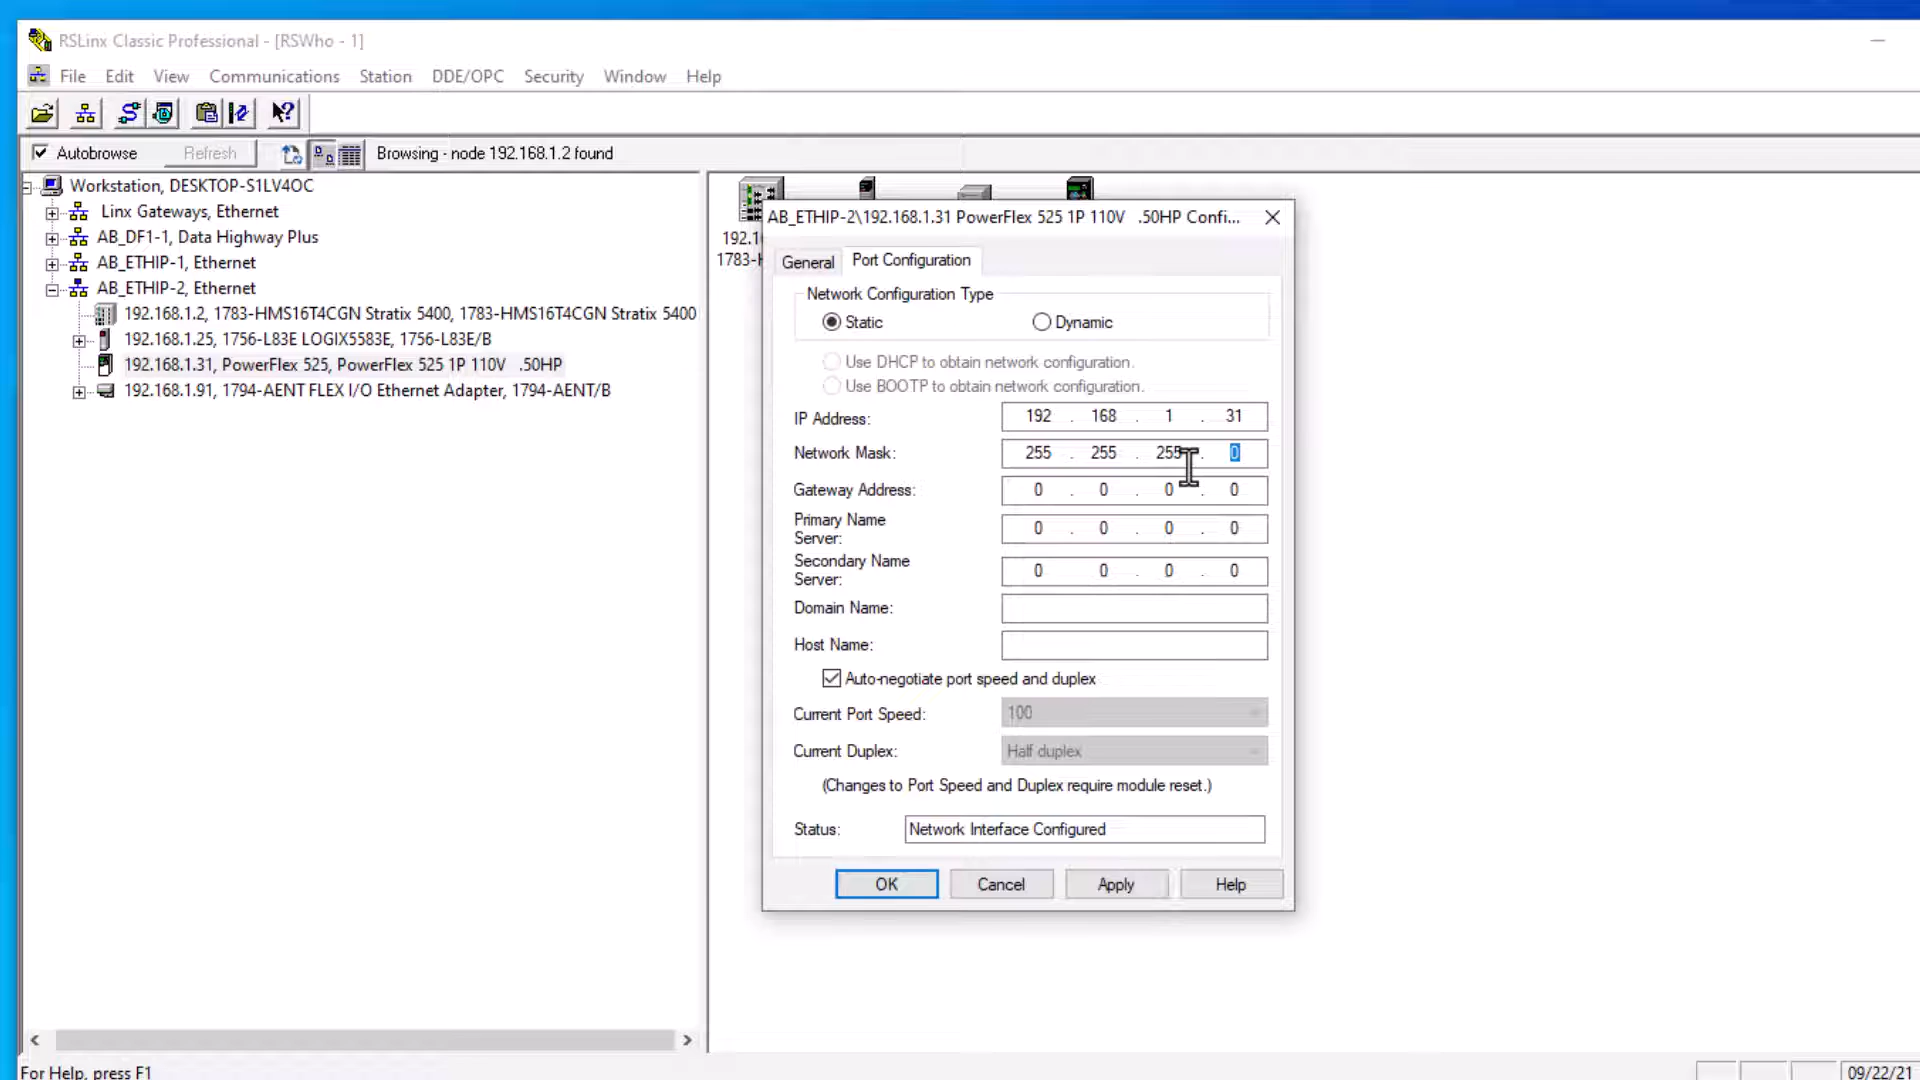 RSLinx Classic Professional - [RSWho - 1]
File Edit View Communications Station DDE/OPC Security Window Help
Autobrowse Refresh Browsing - node 192.168.1.2 found
Workstation, DESKTOP-S1LV4OC
Linx Gateways, Ethernet
AB_DF1-1, Data Highway Plus
AB_ETHIP-1, Ethernet
AB_ETHIP-2, Ethernet
192.168.1.2, 1783-HMS16T4CGN Stratix 5400, 1783-HMS16T4CGN Stratix 5400
192.168.1.25, 1756-L83E LOGIX5583E, 1756-L83E/B
192.168.1.31, PowerFlex 525, PowerFlex 525 1P 110V .50HP
192.168.1.91, 1794-AENT FLEX I/O Ethernet Adapter, 1794-AENT/B
192.1
1783-H
AB_ETHIP-2\192.168.1.31 PowerFlex 525 1P 110V .50HP Confi...
General Port Configuration
Network Configuration Type
Static Dynamic
Use DHCP to obtain network configuration.
Use BOOTP to obtain network configuration.
IP Address: 192 . 168 . 1 . 31
Network Mask: 255 . 255 . 255 . 0
Gateway Address: 0 . 0 . 0 . 0
Primary Name
Server: 0 . 0 . 0 . 0
Secondary Name
Server: 0 . 0 . 0 . 0
Domain Name:
Host Name:
Auto-negotiate port speed and duplex
Current Port Speed: 100
Current Duplex: Half duplex
(Changes to Port Speed and Duplex require module reset.)
Status: Network Interface Configured
OK Cancel Apply Help
For Help, press F1
09/22/21